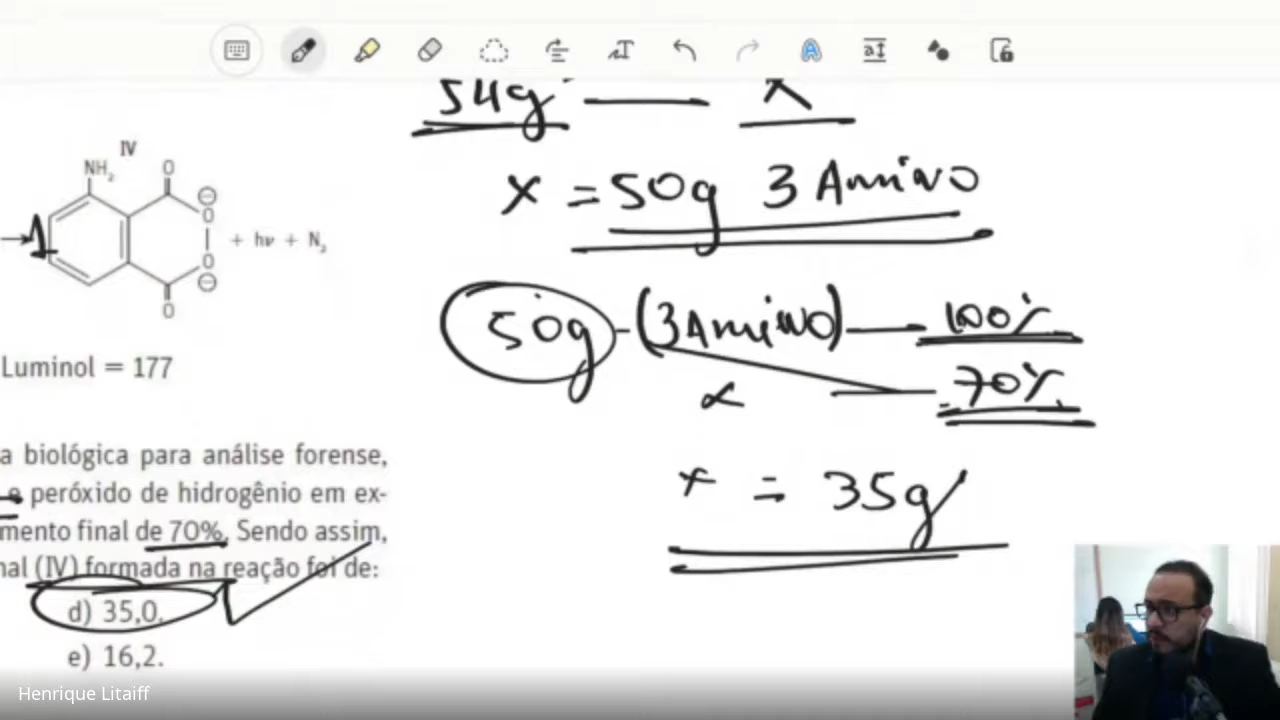 54g x
x = 50g 3 Amino
IV
NH2 O
O
→ 1 + hν + N2
O
O
50g - (3 Amino) 100%
x 70%
x = 35g
Luminol = 177
a biológica para análise forense,
e peróxido de hidrogênio em ex-
mento final de 70%. Sendo assim,
nal (IV) formada na reação foi de:
d) 35,0.
e) 16,2.
Henrique Litaiff